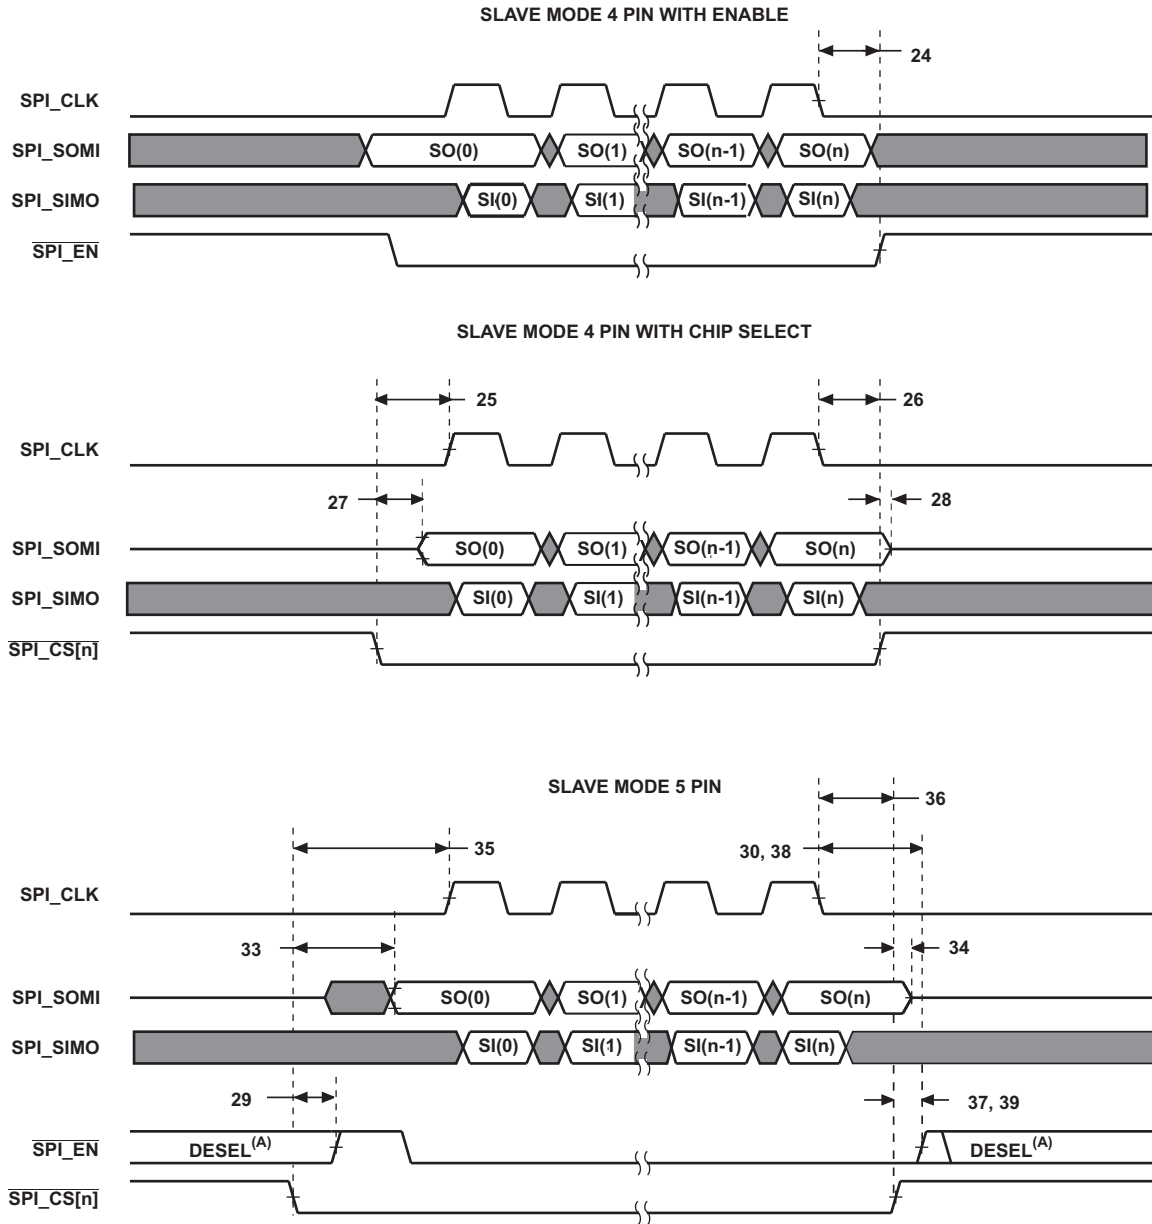 SLAVE MODE 4 PIN WITH ENABLE
24
SPI_CLK
SPI_SOMI SO(0) SO(1) SO(n-1) SO(n)
SPI_SIMO SI(0) SI(1) SI(n-1) SI(n)
SPI_EN
SLAVE MODE 4 PIN WITH CHIP SELECT
25 26
SPI_CLK
27 28
SPI_SOMI SO(0) SO(1) SO(n-1) SO(n)
SPI_SIMO SI(0) SI(1) SI(n-1) SI(n)
SPI_CS[n]
SLAVE MODE 5 PIN
36
35 30, 38
SPI_CLK
33 34
SPI_SOMI SO(0) SO(1) SO(n-1) SO(n)
SPI_SIMO SI(0) SI(1) SI(n-1) SI(n)
29 37, 39
SPI_EN DESEL(A) DESEL(A)
SPI_CS[n]